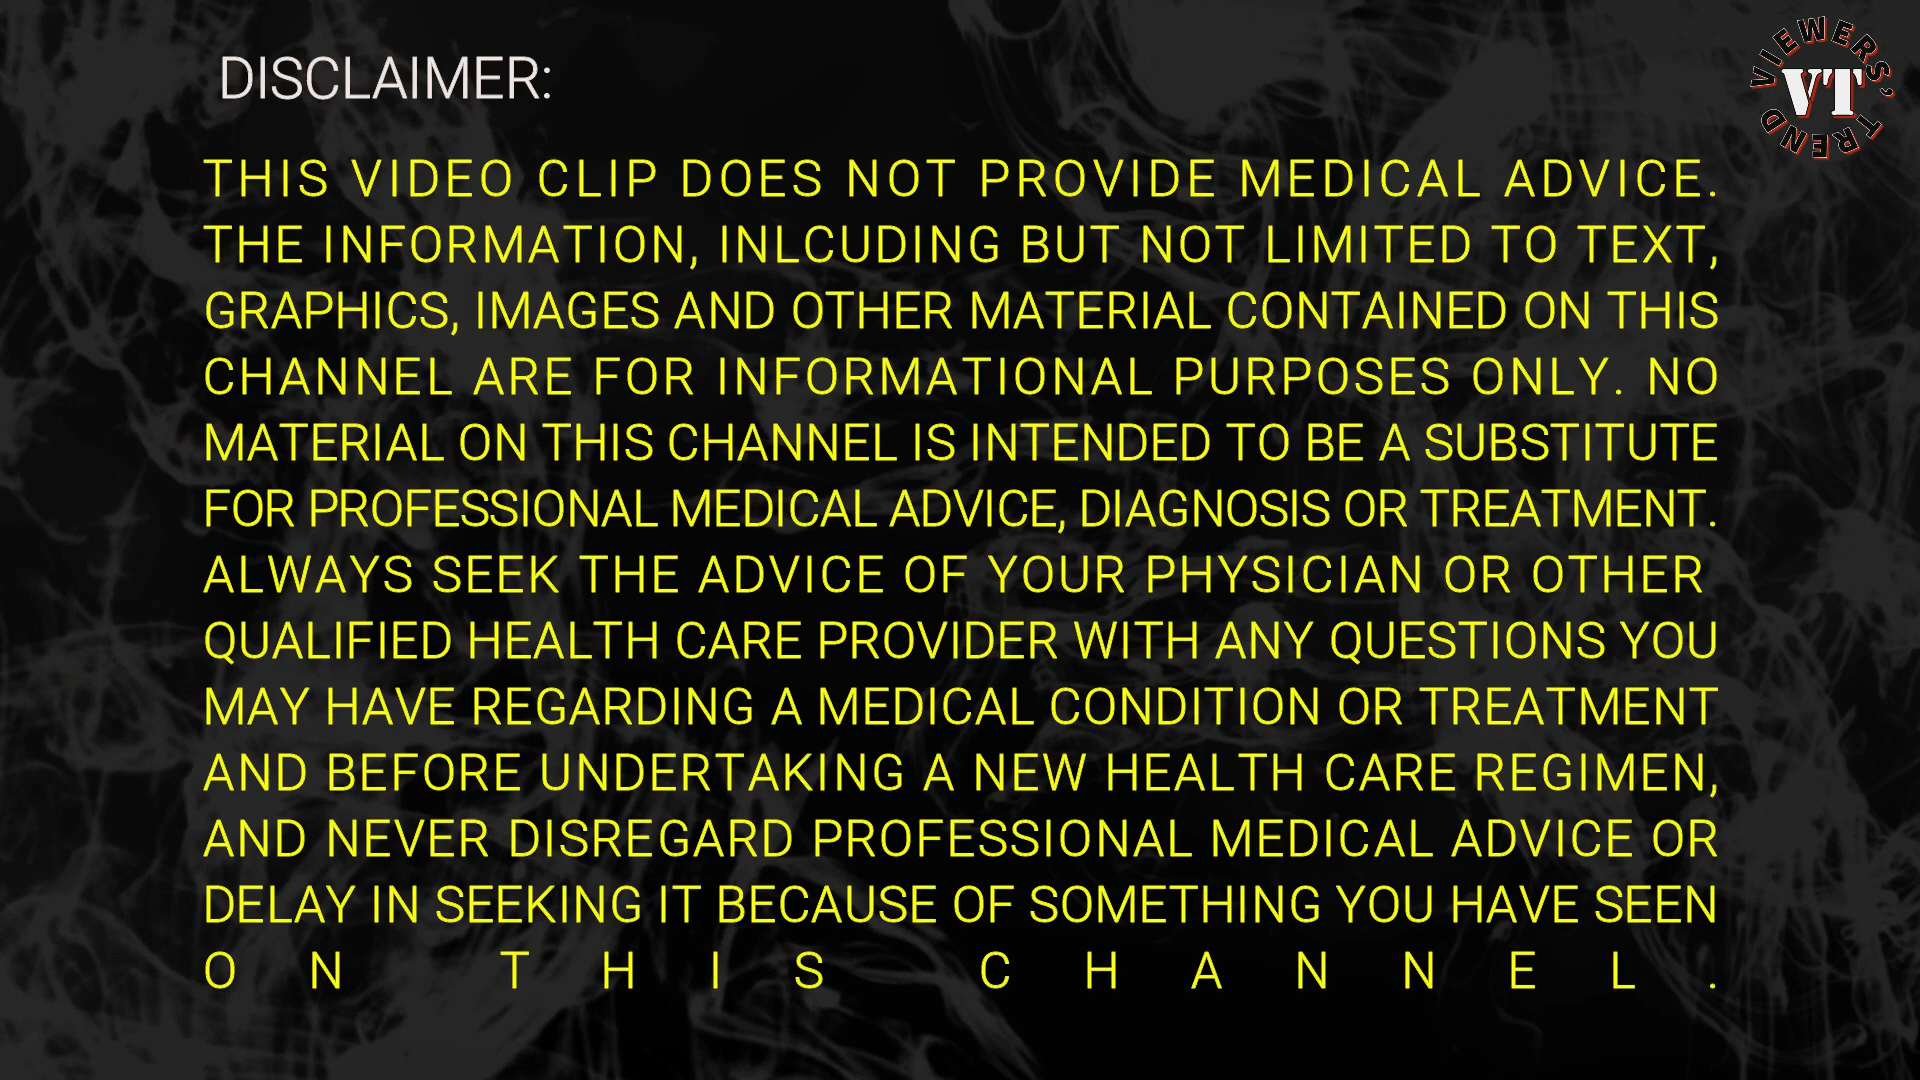 DISCLAIMER:
VIEWERS' TREND
VT
THIS VIDEO CLIP DOES NOT PROVIDE MEDICAL ADVICE.
THE INFORMATION, INLCUDING BUT NOT LIMITED TO TEXT,
GRAPHICS, IMAGES AND OTHER MATERIAL CONTAINED ON THIS
CHANNEL ARE FOR INFORMATIONAL PURPOSES ONLY. NO
MATERIAL ON THIS CHANNEL IS INTENDED TO BE A SUBSTITUTE
FOR PROFESSIONAL MEDICAL ADVICE, DIAGNOSIS OR TREATMENT.
ALWAYS SEEK THE ADVICE OF YOUR PHYSICIAN OR OTHER
QUALIFIED HEALTH CARE PROVIDER WITH ANY QUESTIONS YOU
MAY HAVE REGARDING A MEDICAL CONDITION OR TREATMENT
AND BEFORE UNDERTAKING A NEW HEALTH CARE REGIMEN,
AND NEVER DISREGARD PROFESSIONAL MEDICAL ADVICE OR
DELAY IN SEEKING IT BECAUSE OF SOMETHING YOU HAVE SEEN
ON THIS CHANNEL.